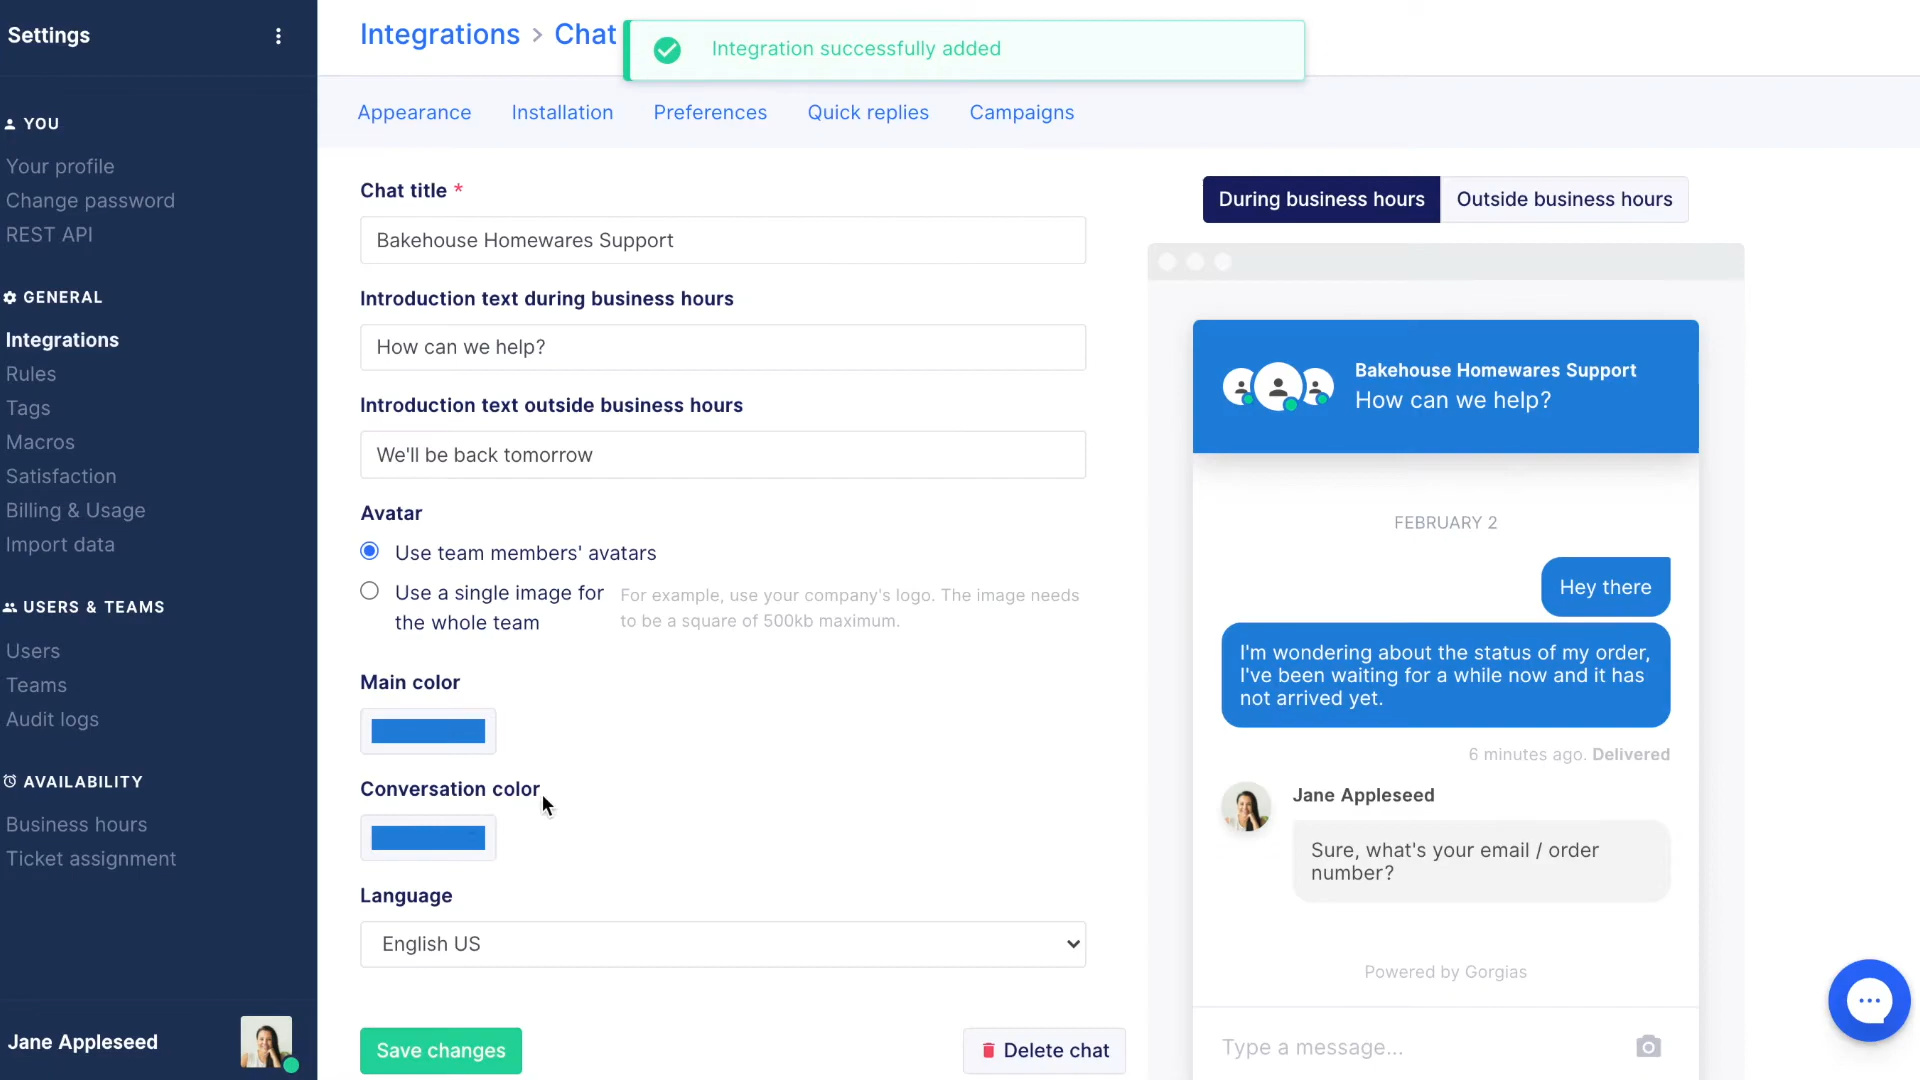 Settings
YOU
Your profile
Change password
REST API
GENERAL
Integrations
Rules
Tags
Macros
Satisfaction
Billing & Usage
Import data
USERS & TEAMS
Users
Teams
Audit logs
AVAILABILITY
Business hours
Ticket assignment
Jane Appleseed
Integrations > Chat
Integration successfully added
Appearance
Installation
Preferences
Quick replies
Campaigns
Chat title *
Bakehouse Homewares Support
Introduction text during business hours
How can we help?
Introduction text outside business hours
We'll be back tomorrow
Avatar
Use team members' avatars
Use a single image for
the whole team
For example, use your company's logo. The image needs
to be a square of 500kb maximum.
Main color
Conversation color
Language
English US
Save changes
Delete chat
During business hours
Outside business hours
Bakehouse Homewares Support
How can we help?
FEBRUARY 2
Hey there
I'm wondering about the status of my order,
I've been waiting for a while now and it has
not arrived yet.
6 minutes ago. Delivered
Jane Appleseed
Sure, what's your email / order
number?
Powered by Gorgias
Type a message...